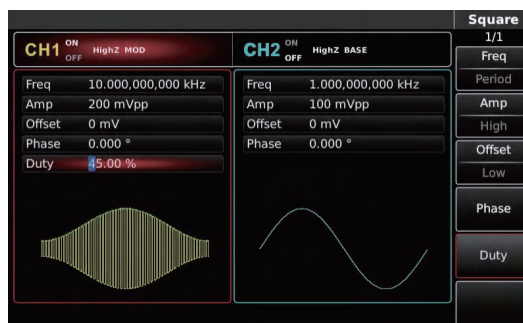 Square
1/1
CH1 ON OFF HighZ MOD
CH2 ON OFF HighZ BASE
Freq 10.000,000,000 kHz
Amp 200 mVpp
Offset 0 mV
Phase 0.000 °
Duty 45.00 %
Freq 1.000,000,000 kHz
Amp 100 mVpp
Offset 0 mV
Phase 0.000 °
Freq
Period
Amp
High
Offset
Low
Phase
Duty